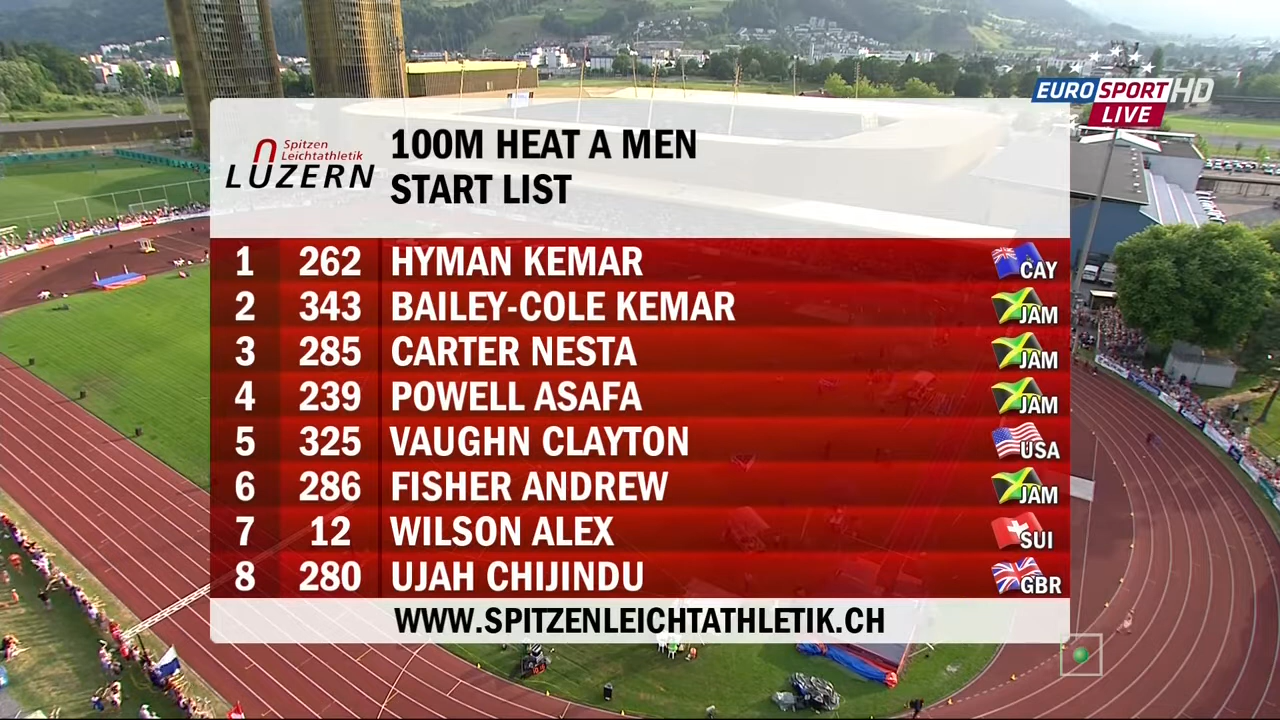 EUROSPORT HD
LIVE
Spitzen
Leichtathletik
LUZERN
100M HEAT A MEN
START LIST
1 262 HYMAN KEMAR CAY
2 343 BAILEY-COLE KEMAR JAM
3 285 CARTER NESTA JAM
4 239 POWELL ASAFA JAM
5 325 VAUGHN CLAYTON USA
6 286 FISHER ANDREW JAM
7 12 WILSON ALEX SUI
8 280 UJAH CHIJINDU GBR
WWW.SPITZENLEICHTATHLETIK.CH